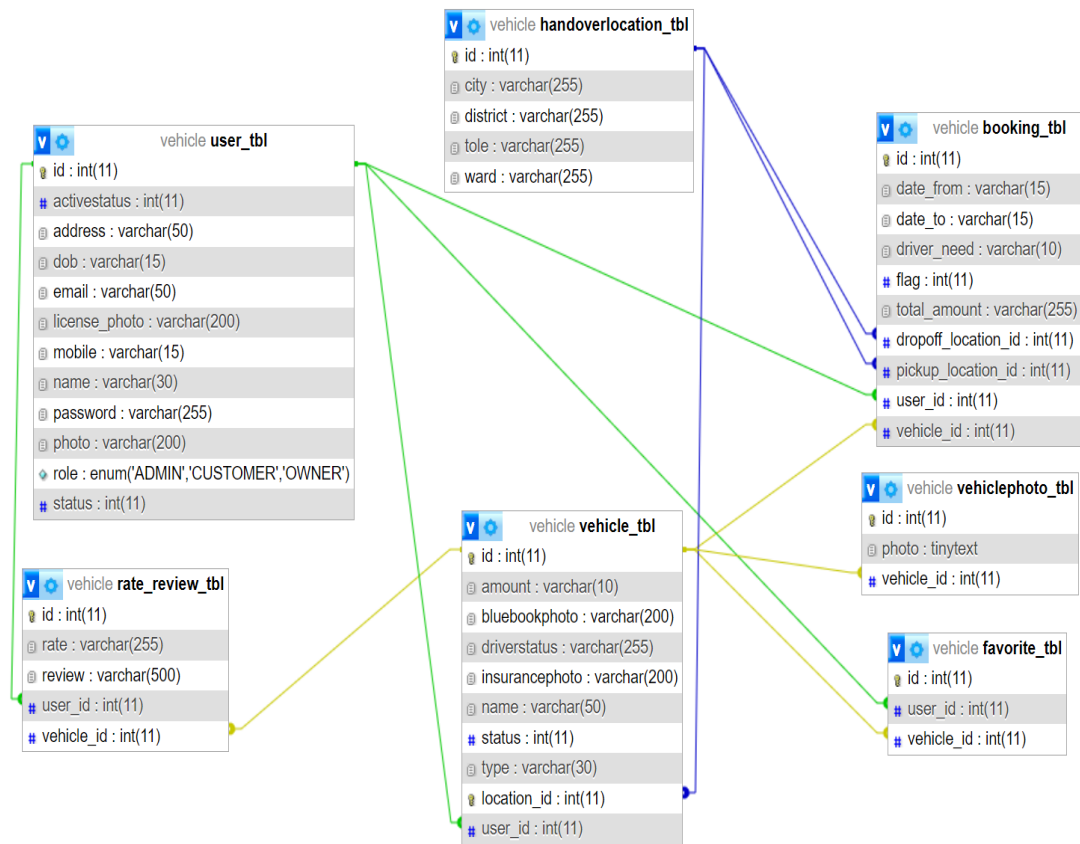 V vehicle handoverlocation_tbl
id : int(11)
city : varchar(255)
district : varchar(255)
tole : varchar(255)
ward : varchar(255)
V vehicle user_tbl
id : int(11)
# activestatus : int(11)
address : varchar(50)
dob : varchar(15)
email : varchar(50)
license_photo : varchar(200)
mobile : varchar(15)
name : varchar(30)
password : varchar(255)
photo : varchar(200)
role : enum('ADMIN','CUSTOMER','OWNER')
# status : int(11)
V vehicle booking_tbl
id : int(11)
date_from : varchar(15)
date_to : varchar(15)
driver_need : varchar(10)
# flag : int(11)
total_amount : varchar(255)
# dropoff_location_id : int(11)
# pickup_location_id : int(11)
# user_id : int(11)
# vehicle_id : int(11)
V vehicle vehiclephoto_tbl
id : int(11)
photo : tinytext
# vehicle_id : int(11)
V vehicle rate_review_tbl
id : int(11)
rate : varchar(255)
review : varchar(500)
# user_id : int(11)
# vehicle_id : int(11)
V vehicle vehicle_tbl
id : int(11)
amount : varchar(10)
bluebookphoto : varchar(200)
driverstatus : varchar(255)
insurancephoto : varchar(200)
name : varchar(50)
# status : int(11)
type : varchar(30)
location_id : int(11)
# user_id : int(11)
V vehicle favorite_tbl
id : int(11)
# user_id : int(11)
# vehicle_id : int(11)